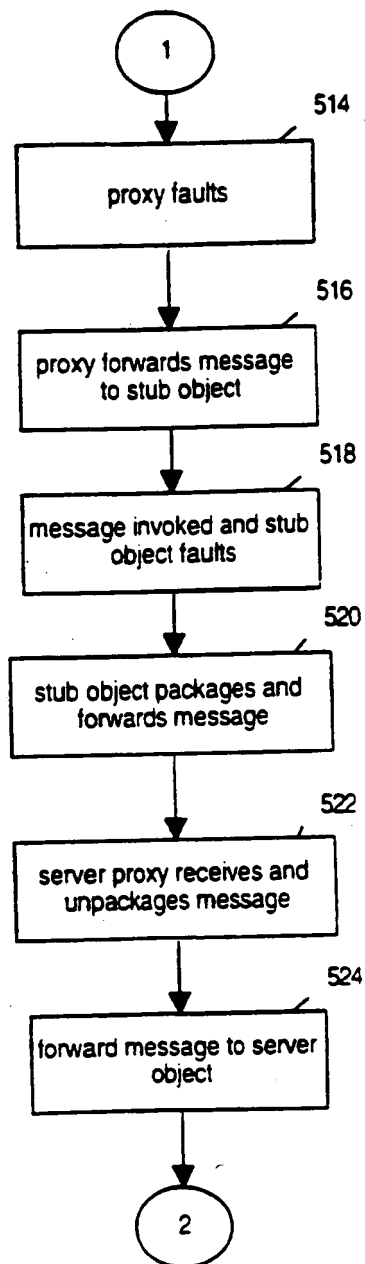 1
514
proxy faults
516
proxy forwards message
to stub object
518
message invoked and stub
object faults
520
stub object packages and
forwards message
522
server proxy receives and
unpackages message
524
forward message to server
object
2